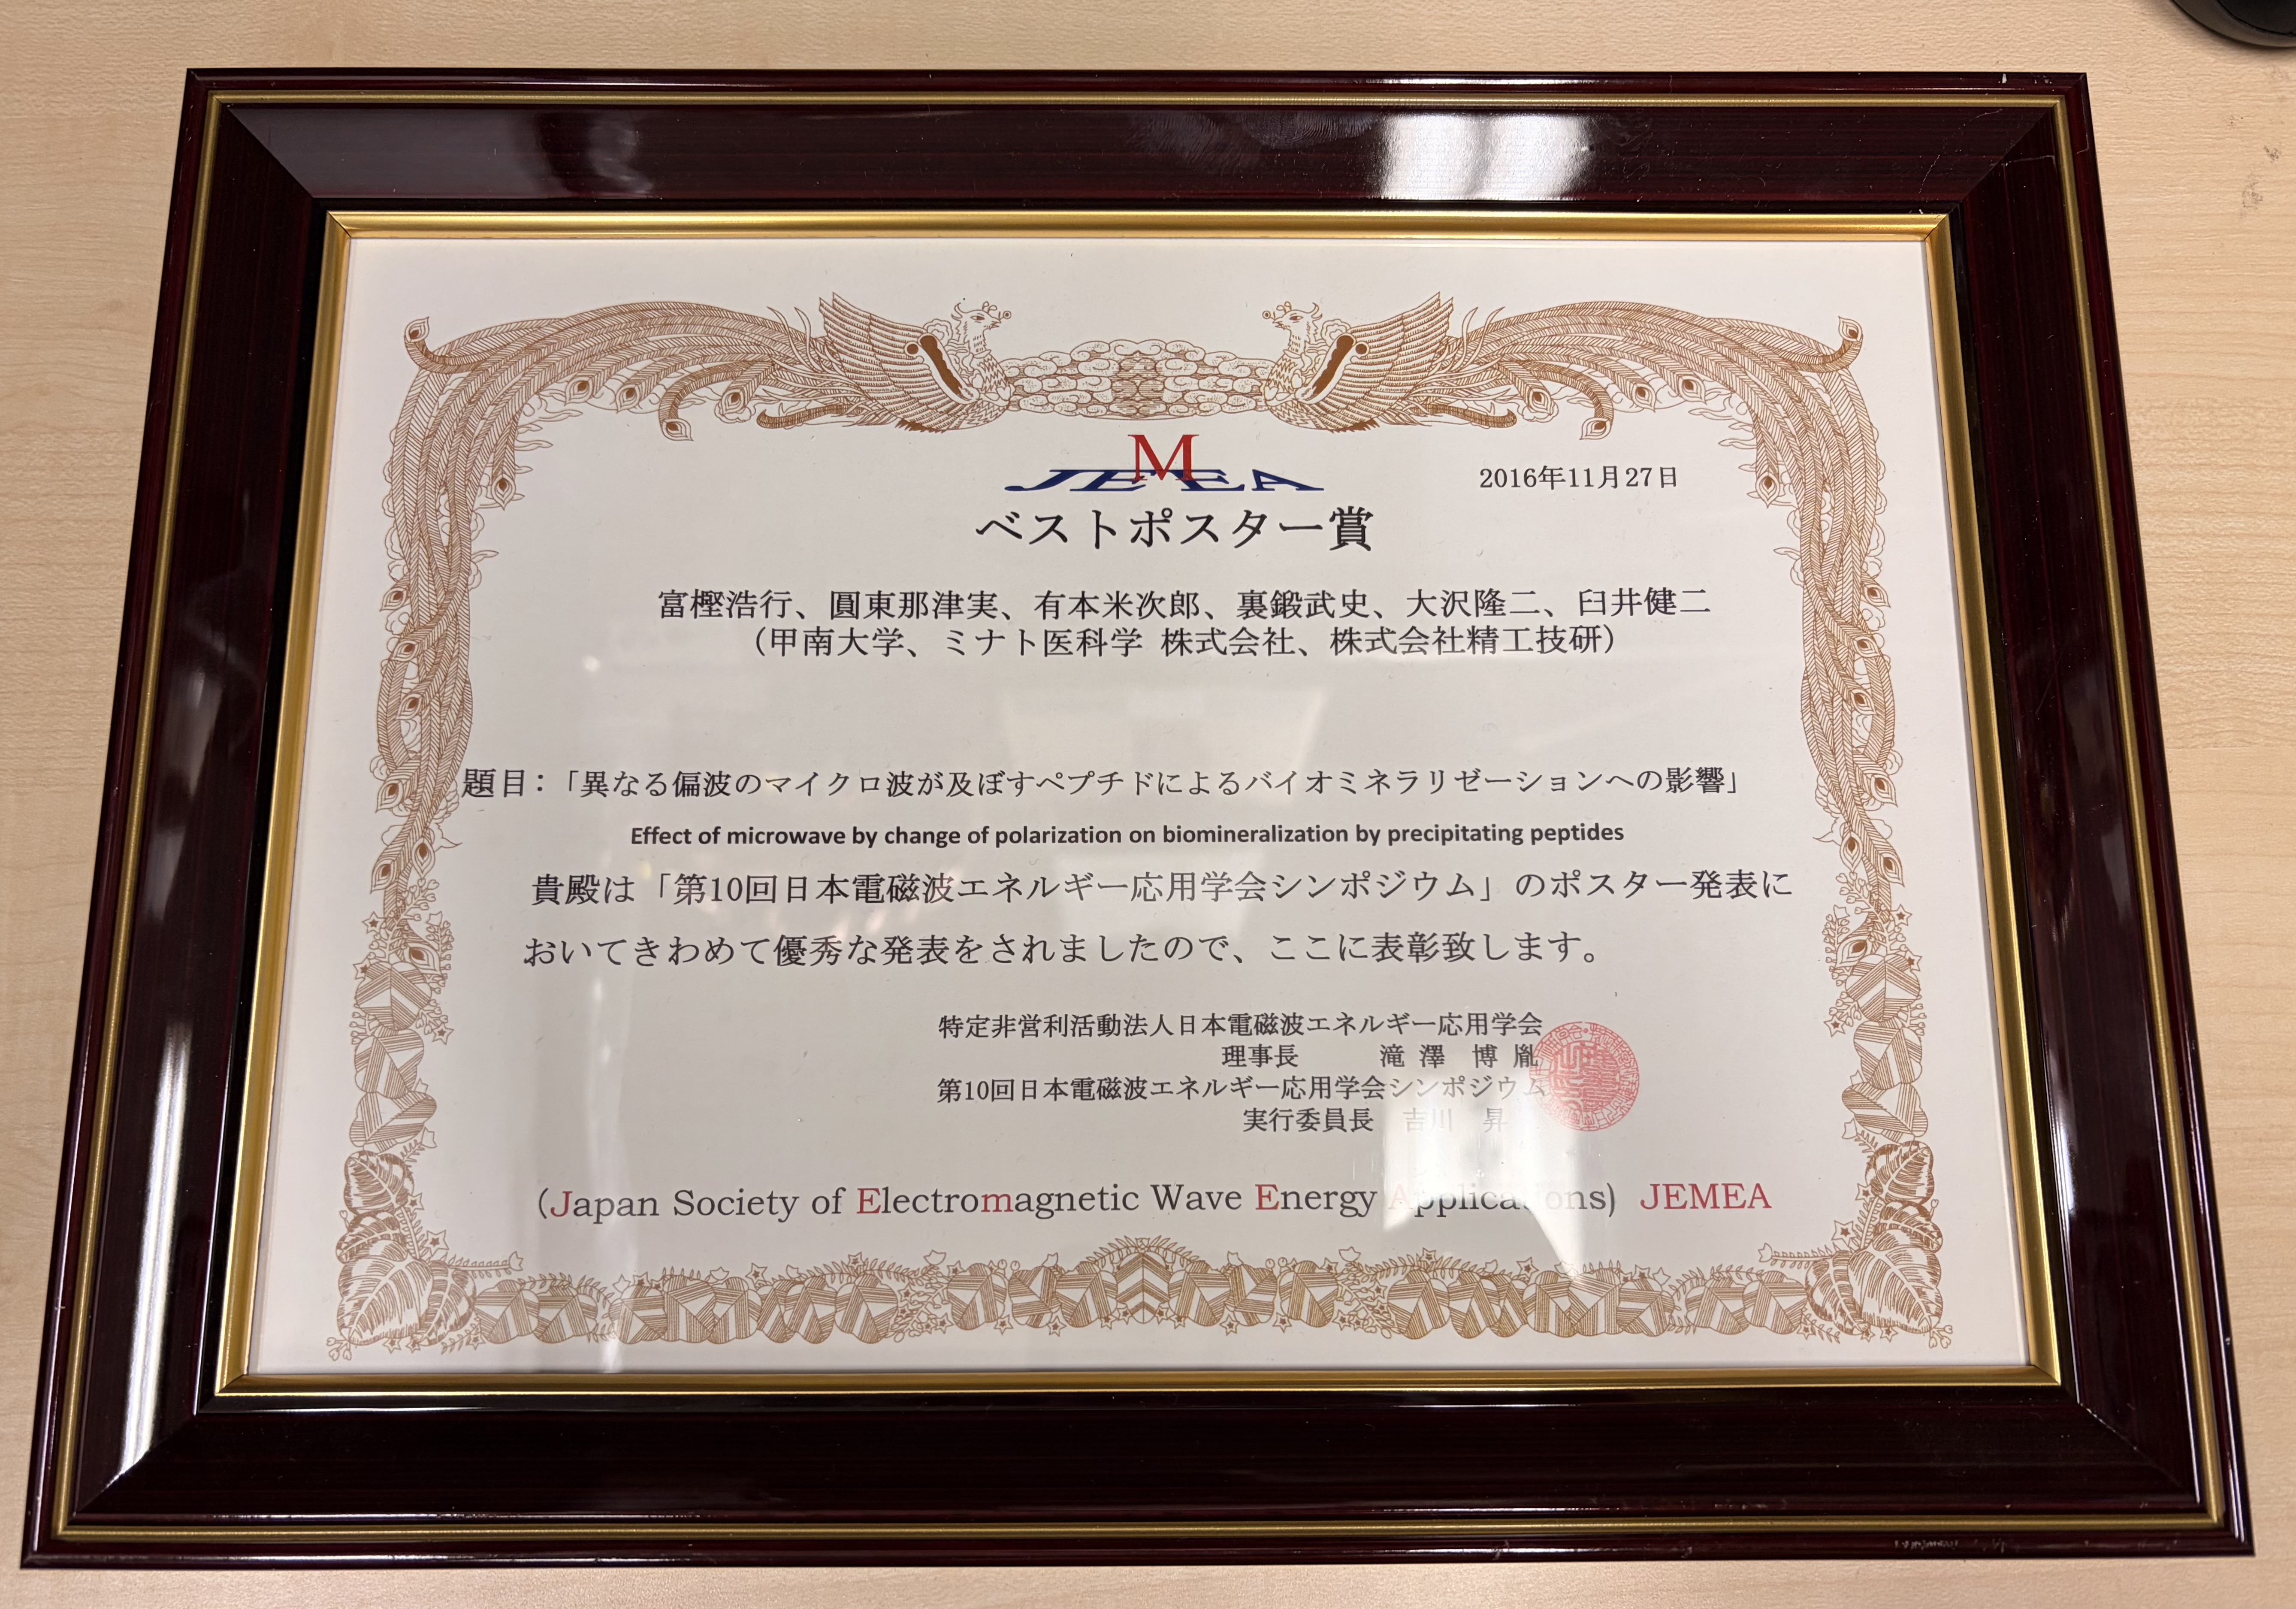 JEMEA
2016年11月27日
ベストポスター賞
富樫浩行、圓東那津実、有本米次郎、裏鍛武史、大沢隆二、臼井健二
（甲南大学、ミナト医科学 株式会社、株式会社精工技研）
題目：「異なる偏波のマイクロ波が及ぼすペプチドによるバイオミネラリゼーションへの影響」
Effect of microwave by change of polarization on biomineralization by precipitating peptides
貴殿は「第10回日本電磁波エネルギー応用学会シンポジウム」のポスター発表に
おいてきわめて優秀な発表をされましたので、ここに表彰致します。
特定非営利活動法人日本電磁波エネルギー応用学会
理事長 滝 澤 博 胤
第10回日本電磁波エネルギー応用学会シンポジウム
実行委員長 吉川 昇
(Japan Society of Electromagnetic Wave Energy Applications) JEMEA